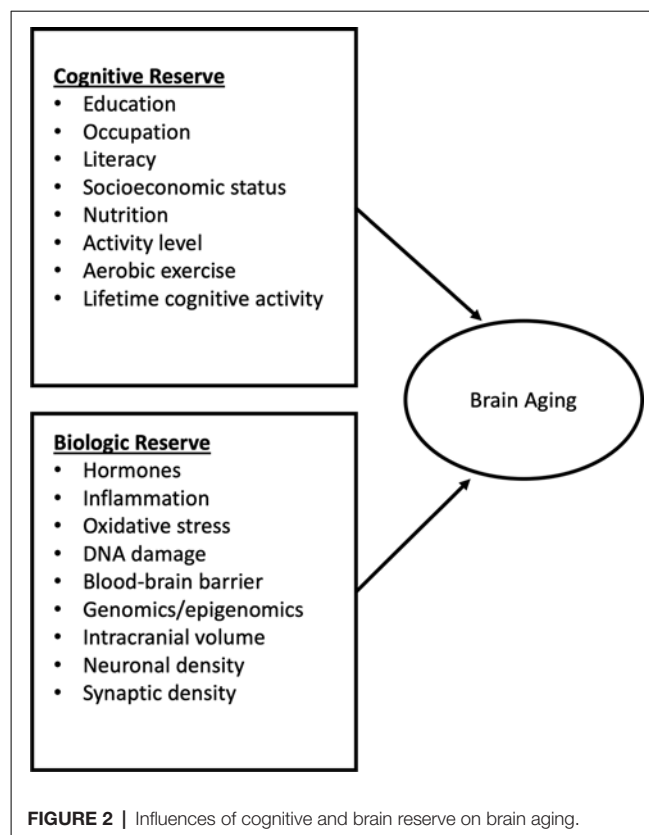 Cognitive Reserve
• Education
• Occupation
• Literacy
• Socioeconomic status
• Nutrition
• Activity level
• Aerobic exercise
• Lifetime cognitive activity
Brain Aging
Biologic Reserve
• Hormones
• Inflammation
• Oxidative stress
• DNA damage
• Blood-brain barrier
• Genomics/epigenomics
• Intracranial volume
• Neuronal density
• Synaptic density
FIGURE 2 | Influences of cognitive and brain reserve on brain aging.